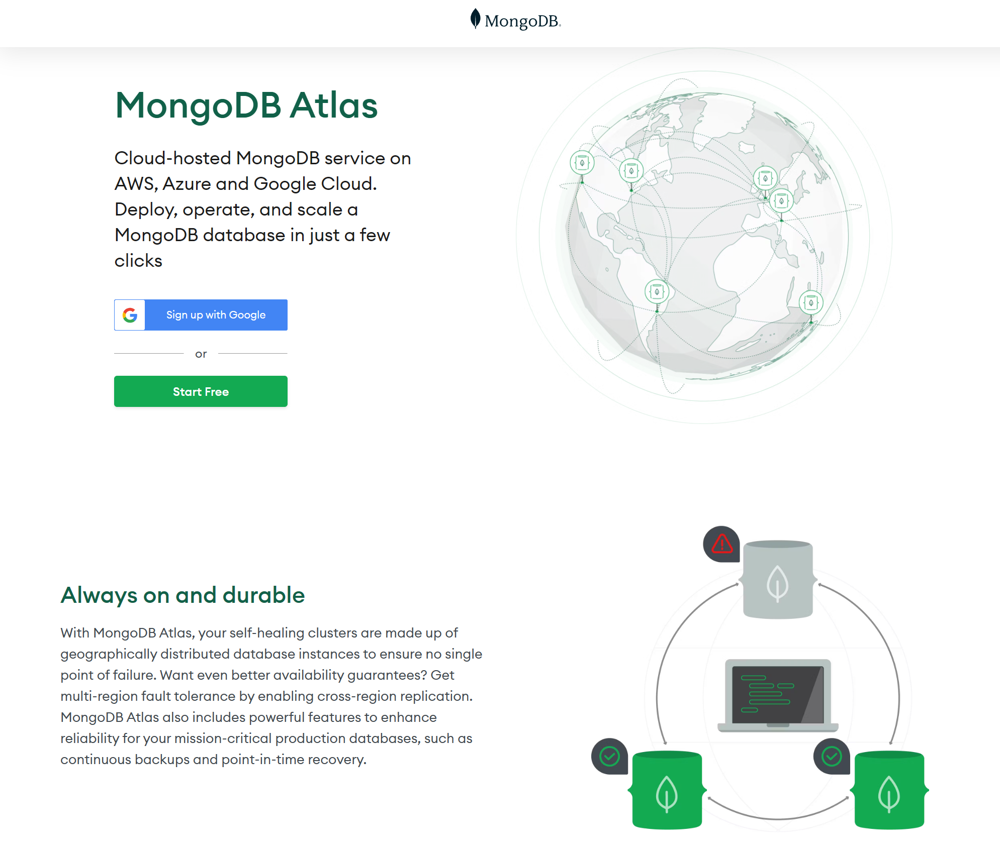 MongoDB®
MongoDB Atlas
Cloud-hosted MongoDB service on
AWS, Azure and Google Cloud.
Deploy, operate, and scale a
MongoDB database in just a few
clicks
Sign up with Google
or
Start Free
Always on and durable
With MongoDB Atlas, your self-healing clusters are made up of
geographically distributed database instances to ensure no single
point of failure. Want even better availability guarantees? Get
multi-region fault tolerance by enabling cross-region replication.
MongoDB Atlas also includes powerful features to enhance
reliability for your mission-critical production databases, such as
continuous backups and point-in-time recovery.